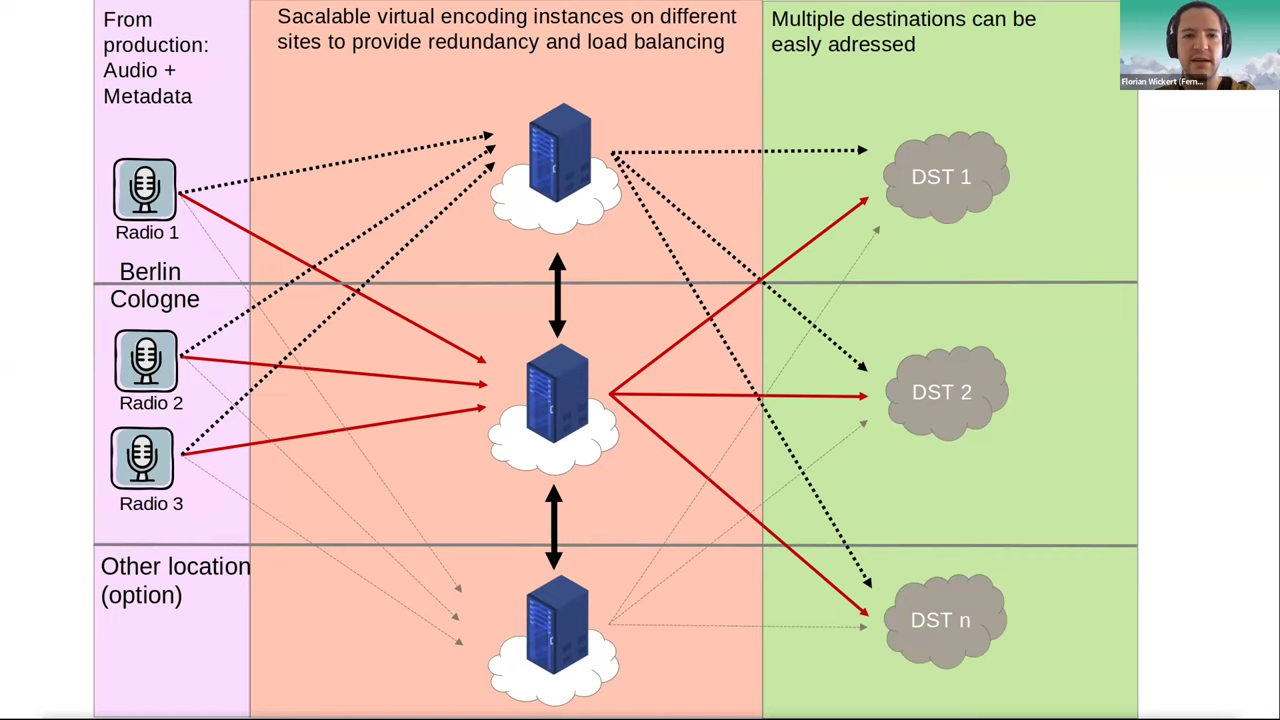 From
production:
Audio +
Metadata
Sacalable virtual encoding instances on different
sites to provide redundancy and load balancing
Multiple destinations can be
easly adressed
Florian Wickert (Fern...
Radio 1
DST 1
Berlin
Cologne
Radio 2
DST 2
Radio 3
Other location
(option)
DST n